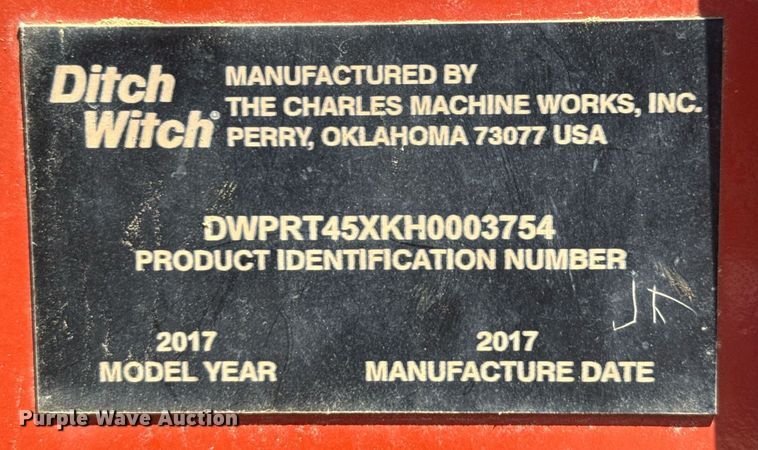 Ditch
Witch®
MANUFACTURED BY
THE CHARLES MACHINE WORKS, INC.
PERRY, OKLAHOMA 73077 USA
DWPRT45XKH0003754
PRODUCT IDENTIFICATION NUMBER
2017
MODEL YEAR
2017
MANUFACTURE DATE
Purple Wave Auction